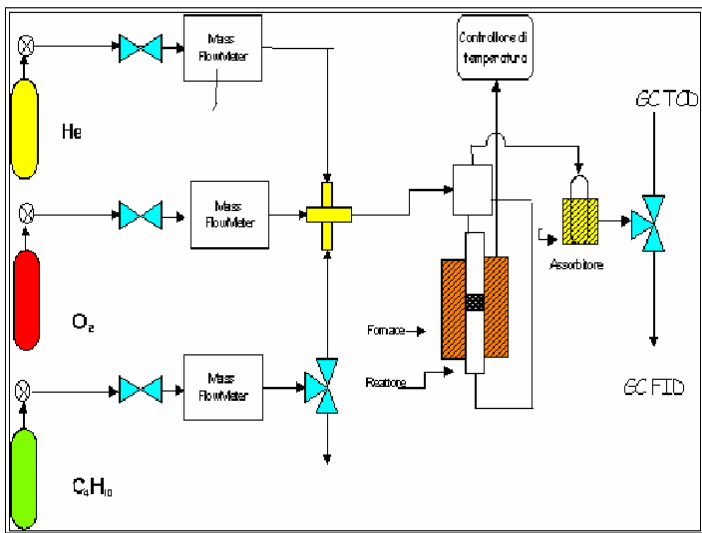 Mass
FlowMeter
Controllore di
temperatura
GC TCD
He
Mass
FlowMeter
Assorbitore
O₂
Fornace
Mass
FlowMeter
Reattore
GC FID
C₄H₁₀